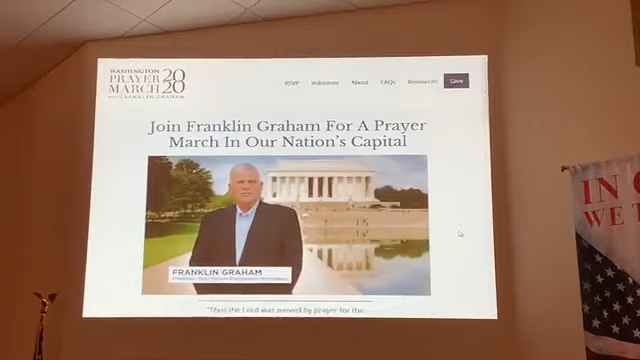 WASHINGTON
PRAYER
MARCH
2020
FRANKLIN GRAHAM
RSVP Volunteer About FAQs Resources Give
Join Franklin Graham For A Prayer
March In Our Nation's Capital
FRANKLIN GRAHAM
"Thus the Lord was moved by prayer for the
IN
WE